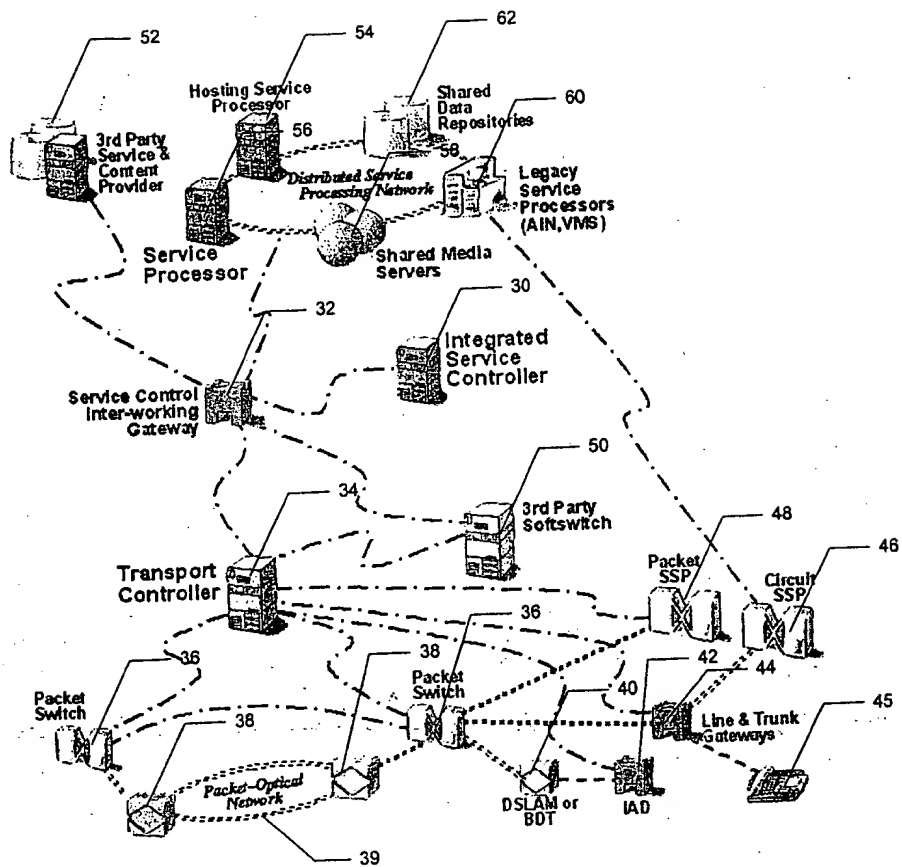 52
54
62
Hosting Service
Processor
Shared
Data
Repositories
60
56
3rd Party
Service &
Content
Provider
58
Distributed Service
Processing Network
Legacy
Service
Processors
(AIN,VMS)
Service
Processor
Shared Media
Servers
30
32
Integrated
Service
Controller
Service Control
Inter-working
Gateway
50
34
3rd Party
Softswitch
48
46
Packet
SSP
Circuit
SSP
Transport
Controller
36
42
36
38
Packet
Switch
40
44
45
Packet
Switch
38
Line & Trunk
Gateways
Packet-Optical
Network
DSLAM or
BDT
IAD
39